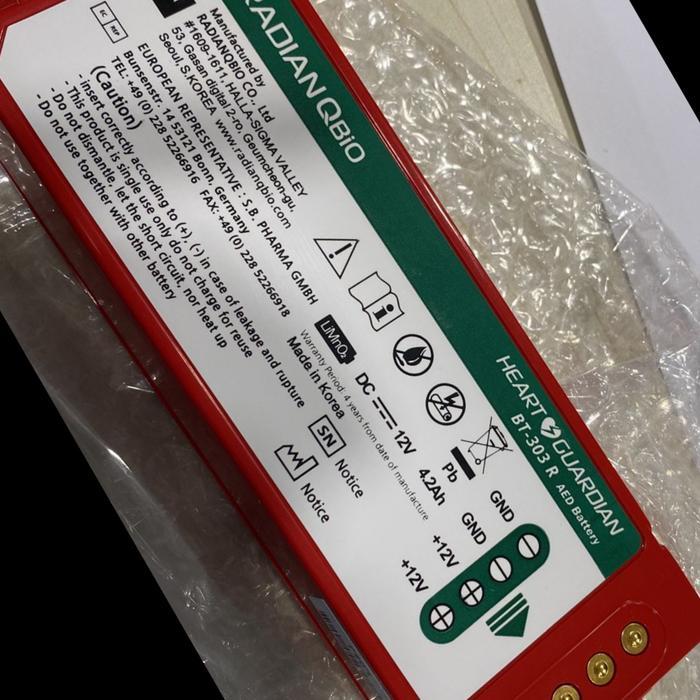 RADIANQBIO
HEART GUARDIAN
BT-303 R AED Battery
Manufactured by
RADIANQBIO CO., Ltd
#1609-1611, HALLA-SIGMA VALLEY
53, Gasan digital 2-ro, Geumcheon-gu,
Seoul, S.KOREA www.radianqbio.com
EC REP
EUROPEAN REPRESENTATIVE : S.B. PHARMA GMBH
Bunsenstr. 14 53121 Bonn, Germany
TEL: +49 (0) 228 52266916 FAX: +49 (0) 228 52266918
(Caution)
- Insert correctly according to (+), (-) in case of leakage and rupture
- This product is single use only do not charge for reuse
- Do not dismantle, let the short circuit, nor heat up
- Do not use together with other battery
LiMnO₂
DC 12V 4.2Ah
Pb
Warranty Period: 4 years from date of manufacture
Made in Korea
SN Notice
Notice
GND
GND
+12V
+12V